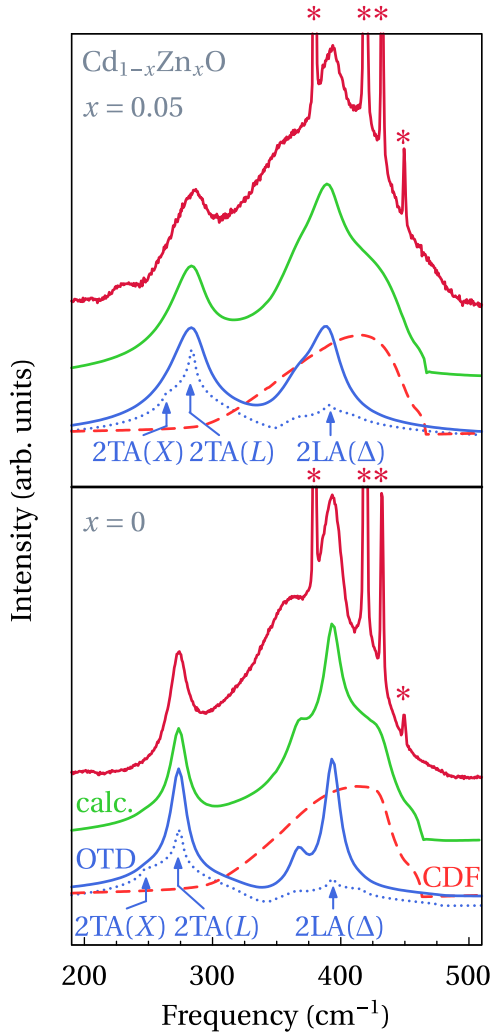 * * *
Cd₁₋ₓZnₓO
x = 0.05
*
2TA(X) 2TA(L) 2LA(Δ)
* * *
x = 0
*
calc.
OTD
CDF
2TA(X) 2TA(L) 2LA(Δ)
200 300 400 500
Frequency (cm⁻¹)
Intensity (arb. units)